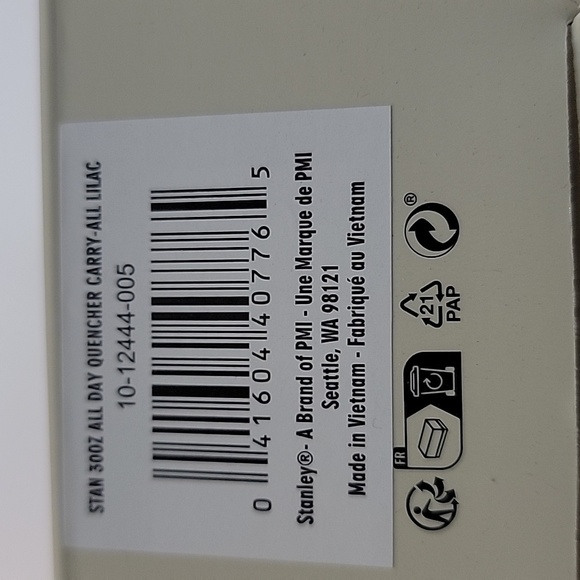 STAN 30OZ ALL DAY QUENCHER CARRY-ALL LILAC
10-12444-005
0 41604 40776 5
Stanley®- A Brand of PMI - Une Marque de PMI
Seattle, WA 98121
Made in Vietnam - Fabriqué au Vietnam
FR
21
PAP
®